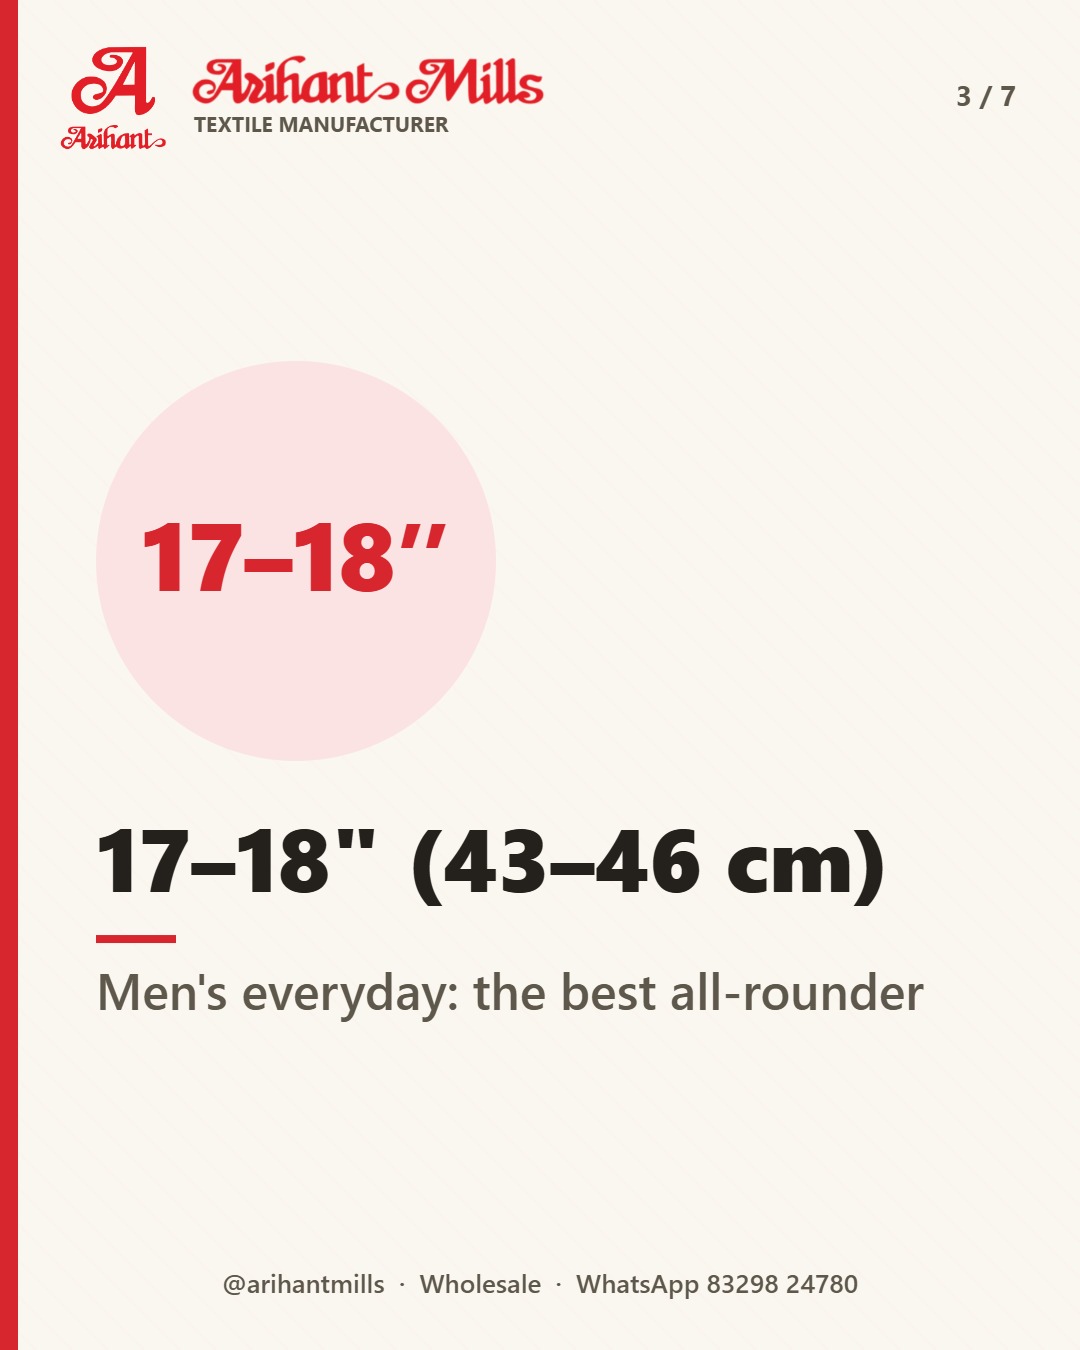 A
Arihant
Arihant Mills
TEXTILE MANUFACTURER
3 / 7
17–18″
17–18" (43–46 cm)
Men's everyday: the best all-rounder
@arihantmills · Wholesale · WhatsApp 83298 24780